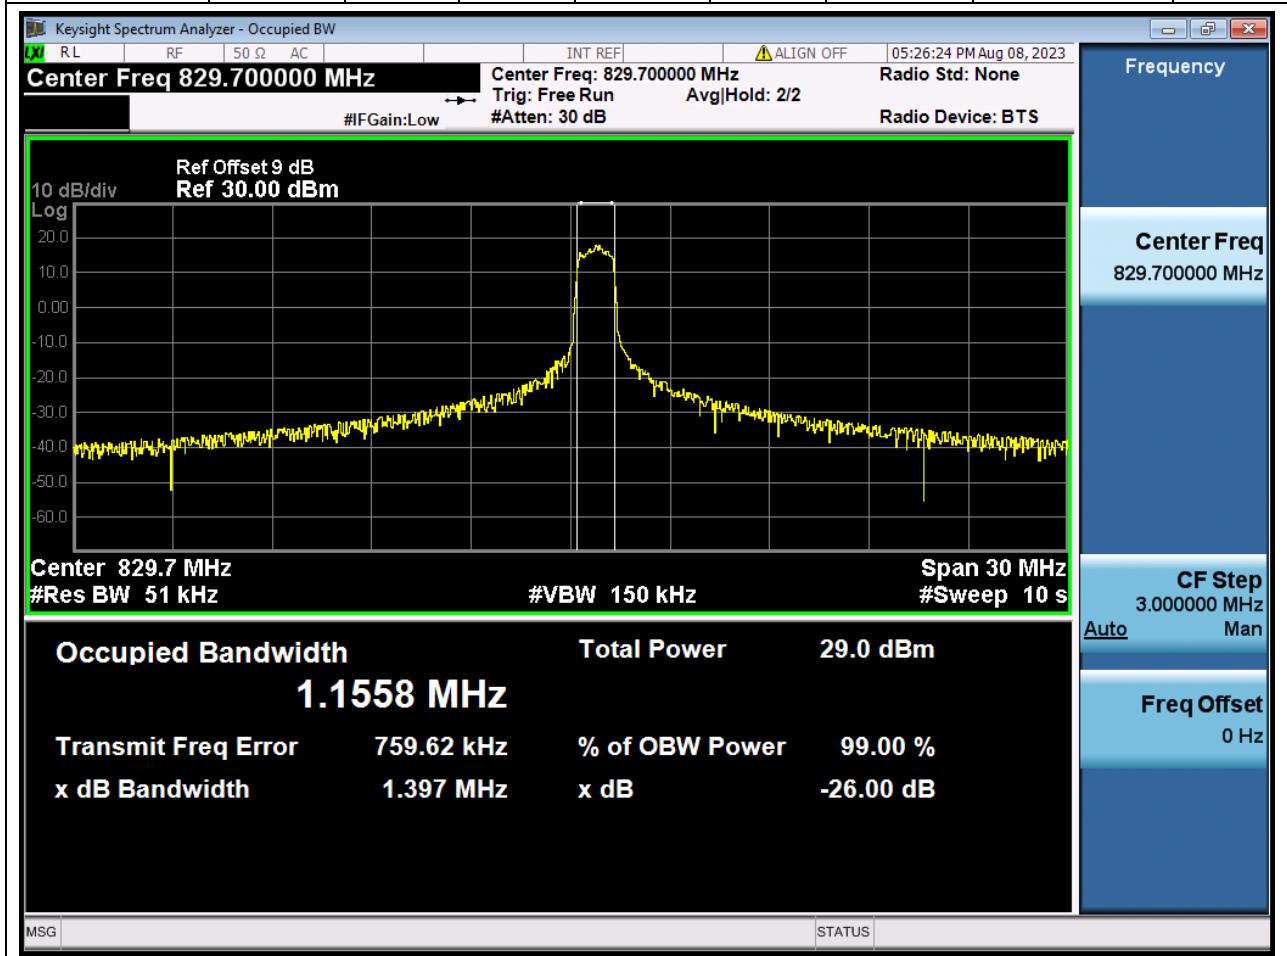 Keysight Spectrum Analyzer - Occupied BW
LXI RL RF 50 Ω AC INT REF ALIGN OFF 05:26:24 PM Aug 08, 2023
Center Freq 829.700000 MHz
Center Freq: 829.700000 MHz Radio Std: None
Trig: Free Run Avg|Hold: 2/2
#IFGain:Low #Atten: 30 dB Radio Device: BTS
Frequency
Ref Offset 9 dB
10 dB/div Ref 30.00 dBm
Log
20.0
10.0
0.00
-10.0
-20.0
-30.0
-40.0
-50.0
-60.0
Center 829.7 MHz Span 30 MHz
#Res BW 51 kHz #VBW 150 kHz #Sweep 10 s
Occupied Bandwidth Total Power 29.0 dBm
1.1558 MHz
Transmit Freq Error 759.62 kHz % of OBW Power 99.00 %
x dB Bandwidth 1.397 MHz x dB -26.00 dB
Center Freq
829.700000 MHz
CF Step
3.000000 MHz
Auto Man
Freq Offset
0 Hz
MSG STATUS